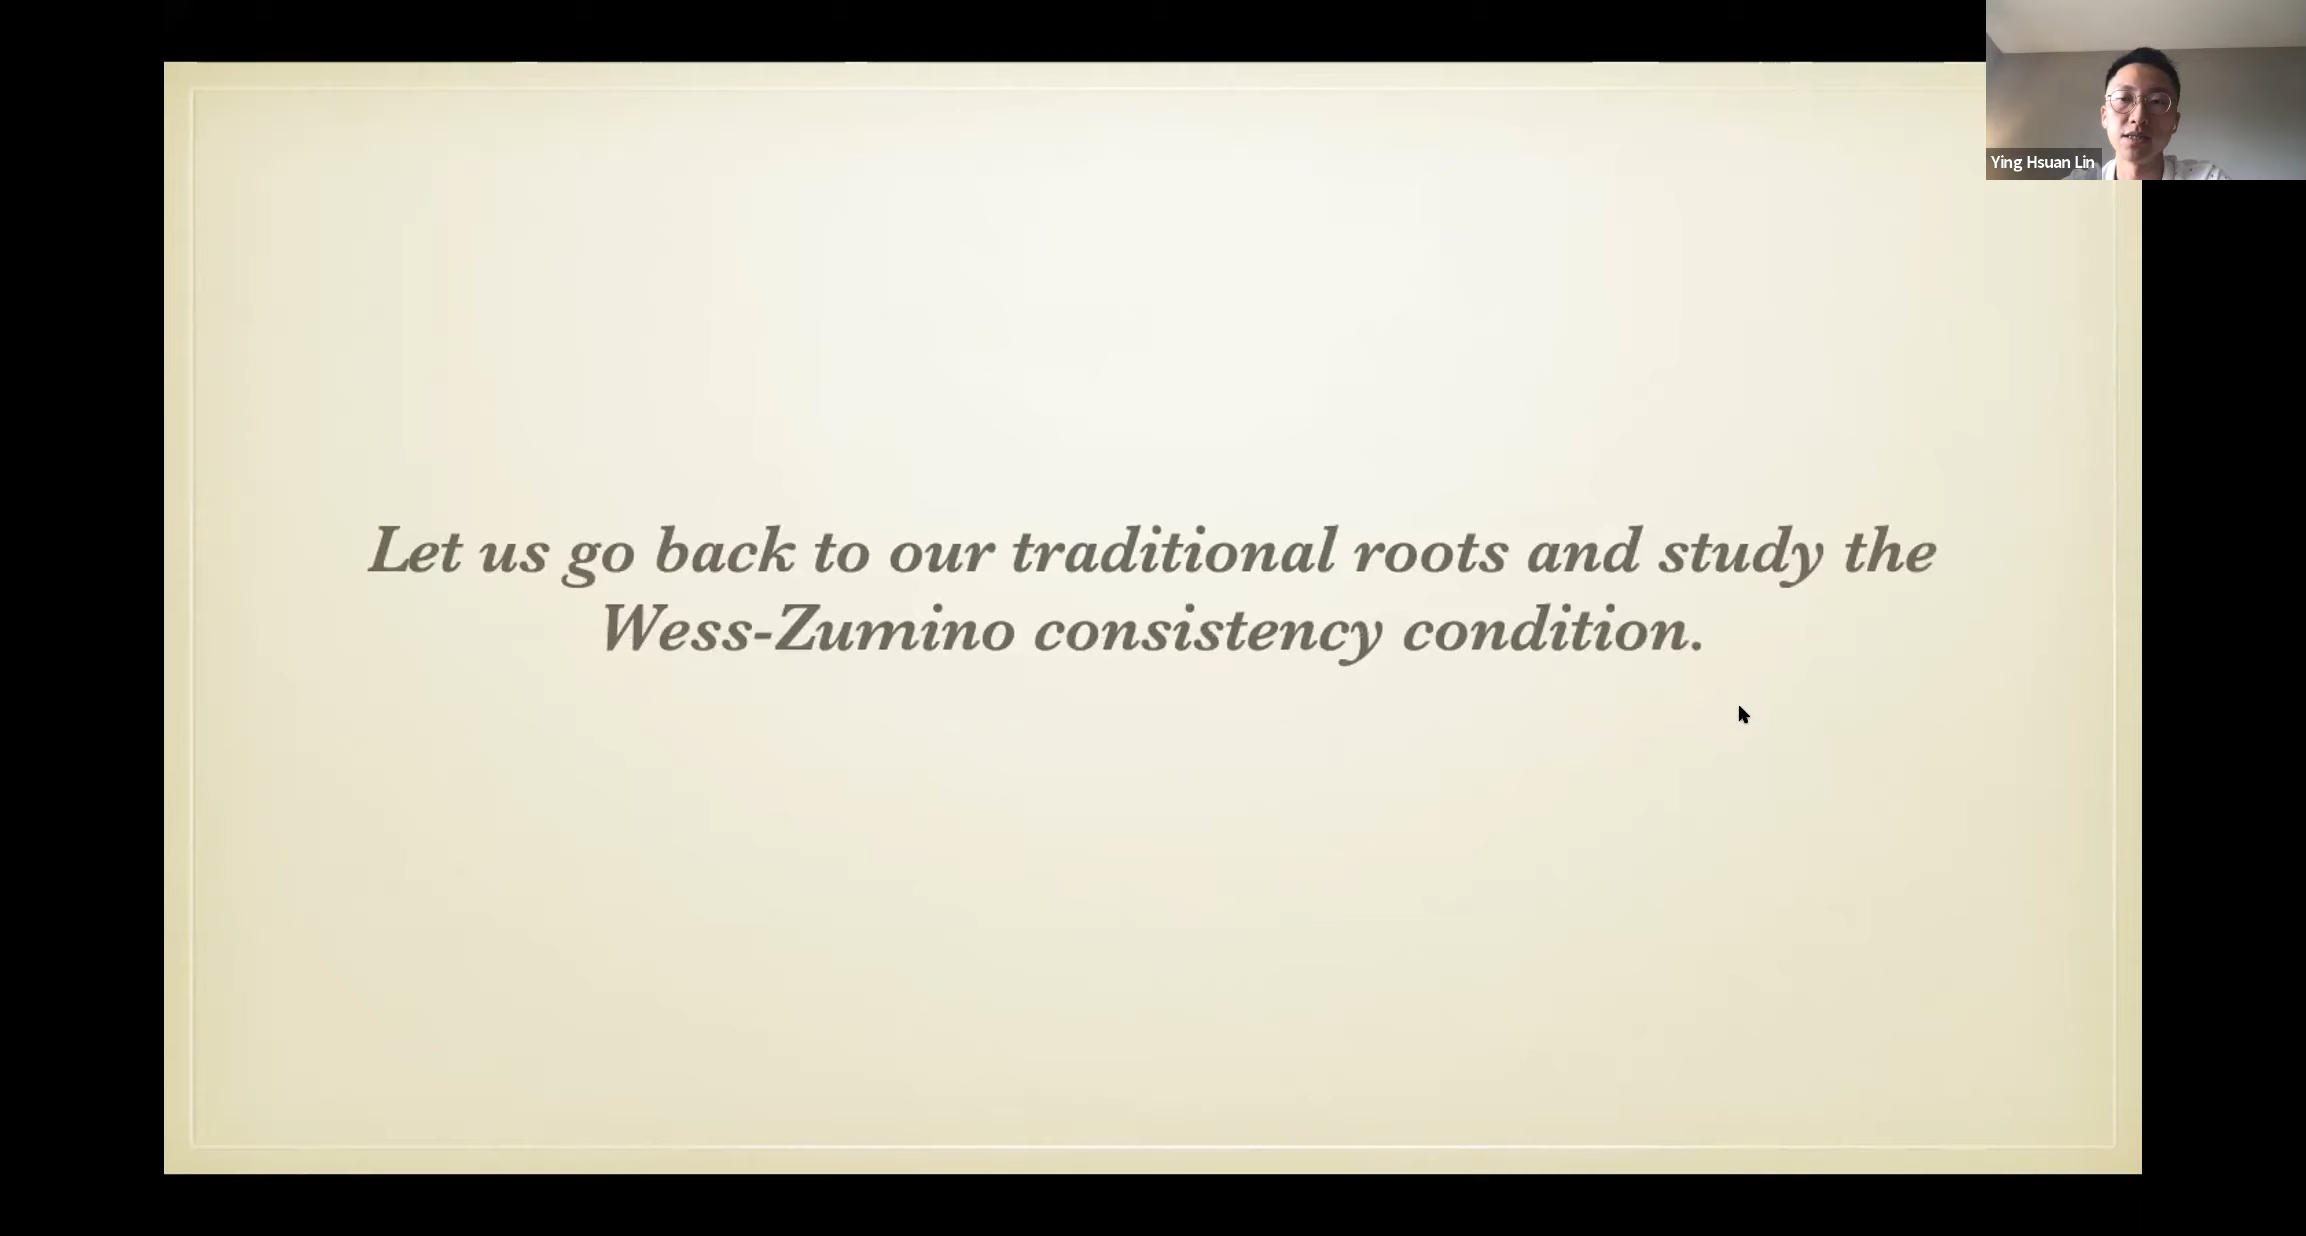 Ying Hsuan Lin
Let us go back to our traditional roots and study the
Wess-Zumino consistency condition.